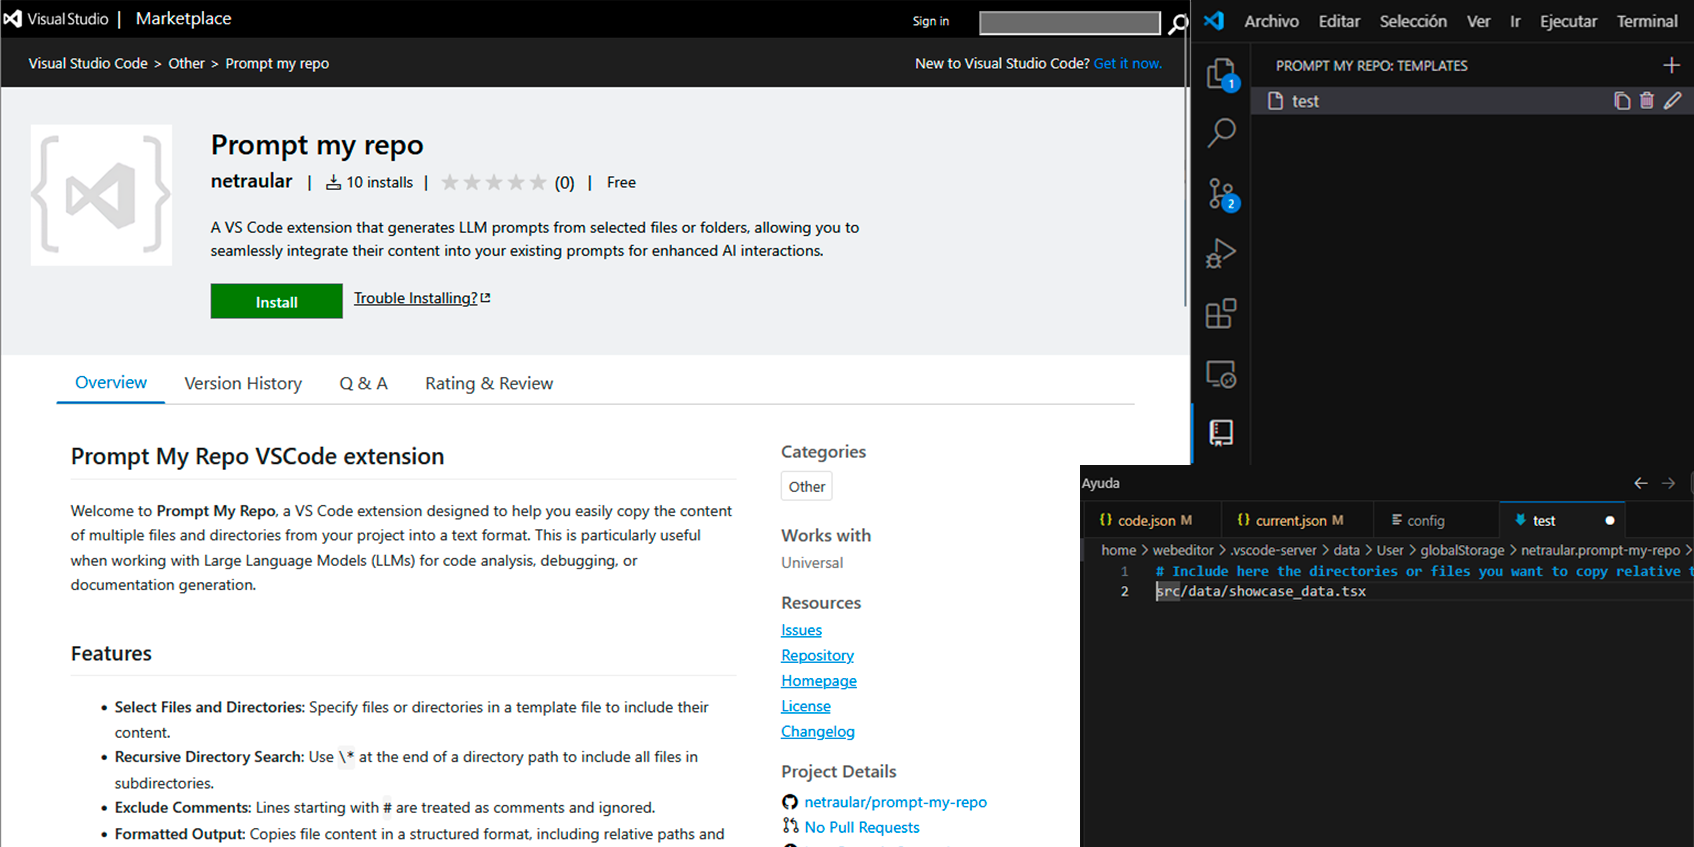 Visual Studio | Marketplace
Sign in
Visual Studio Code > Other > Prompt my repo
New to Visual Studio Code? Get it now.
Prompt my repo
netraular | 10 installs | (0) | Free
A VS Code extension that generates LLM prompts from selected files or folders, allowing you to
seamlessly integrate their content into your existing prompts for enhanced AI interactions.
Install
Trouble Installing?
Overview
Version History
Q & A
Rating & Review
Prompt My Repo VSCode extension
Welcome to Prompt My Repo, a VS Code extension designed to help you easily copy the content
of multiple files and directories from your project into a text format. This is particularly useful
when working with Large Language Models (LLMs) for code analysis, debugging, or
documentation generation.
Features
• Select Files and Directories: Specify files or directories in a template file to include their
content.
• Recursive Directory Search: Use \* at the end of a directory path to include all files in
subdirectories.
• Exclude Comments: Lines starting with # are treated as comments and ignored.
• Formatted Output: Copies file content in a structured format, including relative paths and
Categories
Other
Works with
Universal
Resources
Issues
Repository
Homepage
License
Changelog
Project Details
netraular/prompt-my-repo
No Pull Requests
Archivo Editar Selección Ver Ir Ejecutar Terminal
PROMPT MY REPO: TEMPLATES
test
1
2
Ayuda
{} code.json M
{} current.json M
config
test
home > webeditor > .vscode-server > data > User > globalStorage > netraular.prompt-my-repo >
1 # Include here the directories or files you want to copy relative t
2 src/data/showcase_data.tsx